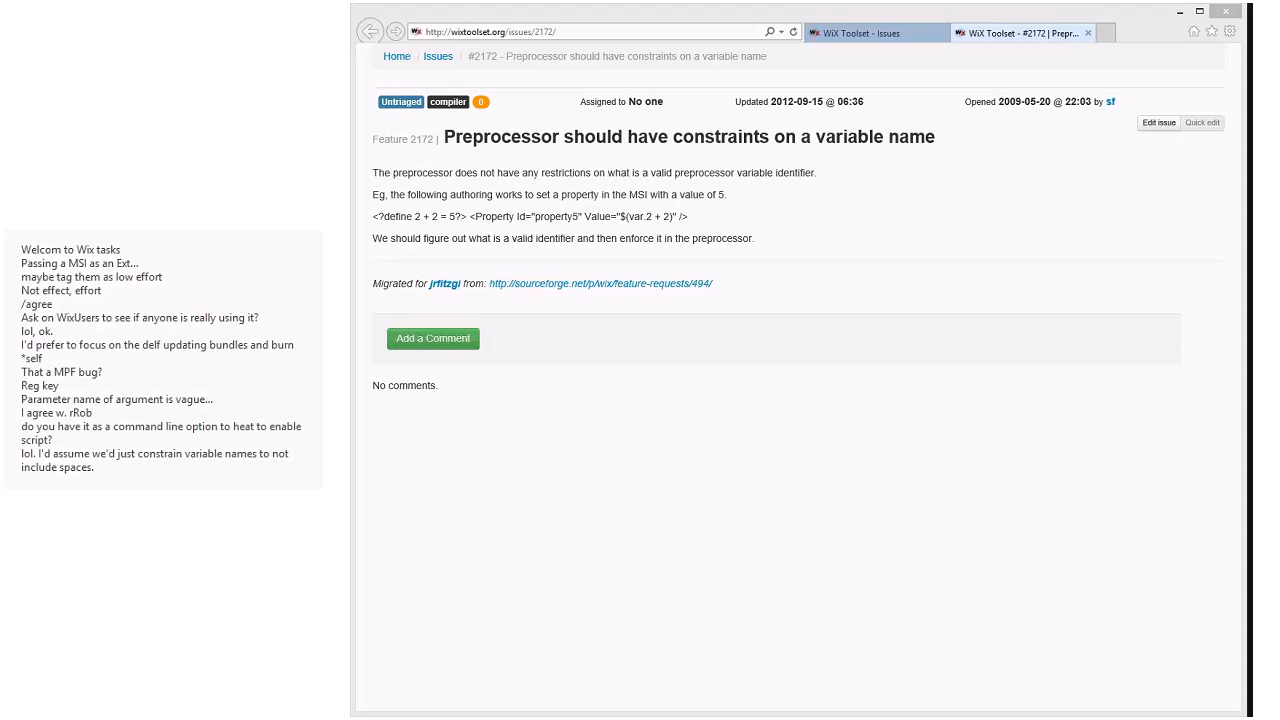 http://wixtoolset.org/issues/2172/
WiX Toolset - Issues
WiX Toolset - #2172 | Prepr...
Home / Issues / #2172 - Preprocessor should have constraints on a variable name
Untriaged compiler 0 Assigned to No one Updated 2012-09-15 @ 06:36 Opened 2009-05-20 @ 22:03 by sf
Edit issue Quick edit
Feature 2172 | Preprocessor should have constraints on a variable name
The preprocessor does not have any restrictions on what is a valid preprocessor variable identifier.
Eg, the following authoring works to set a property in the MSI with a value of 5.
<?define 2 + 2 = 5?> <Property Id="property5" Value="$(var.2 + 2)" />
We should figure out what is a valid identifier and then enforce it in the preprocessor.
Migrated for jrfitzgi from: http://sourceforge.net/p/wix/feature-requests/494/
Add a Comment
No comments.
Welcom to Wix tasks
Passing a MSI as an Ext...
maybe tag them as low effort
Not effect, effort
/agree
Ask on WixUsers to see if anyone is really using it?
lol, ok.
I'd prefer to focus on the delf updating bundles and burn
*self
That a MPF bug?
Reg key
Parameter name of argument is vague...
I agree w. rRob
do you have it as a command line option to heat to enable
script?
lol. I'd assume we'd just constrain variable names to not
include spaces.